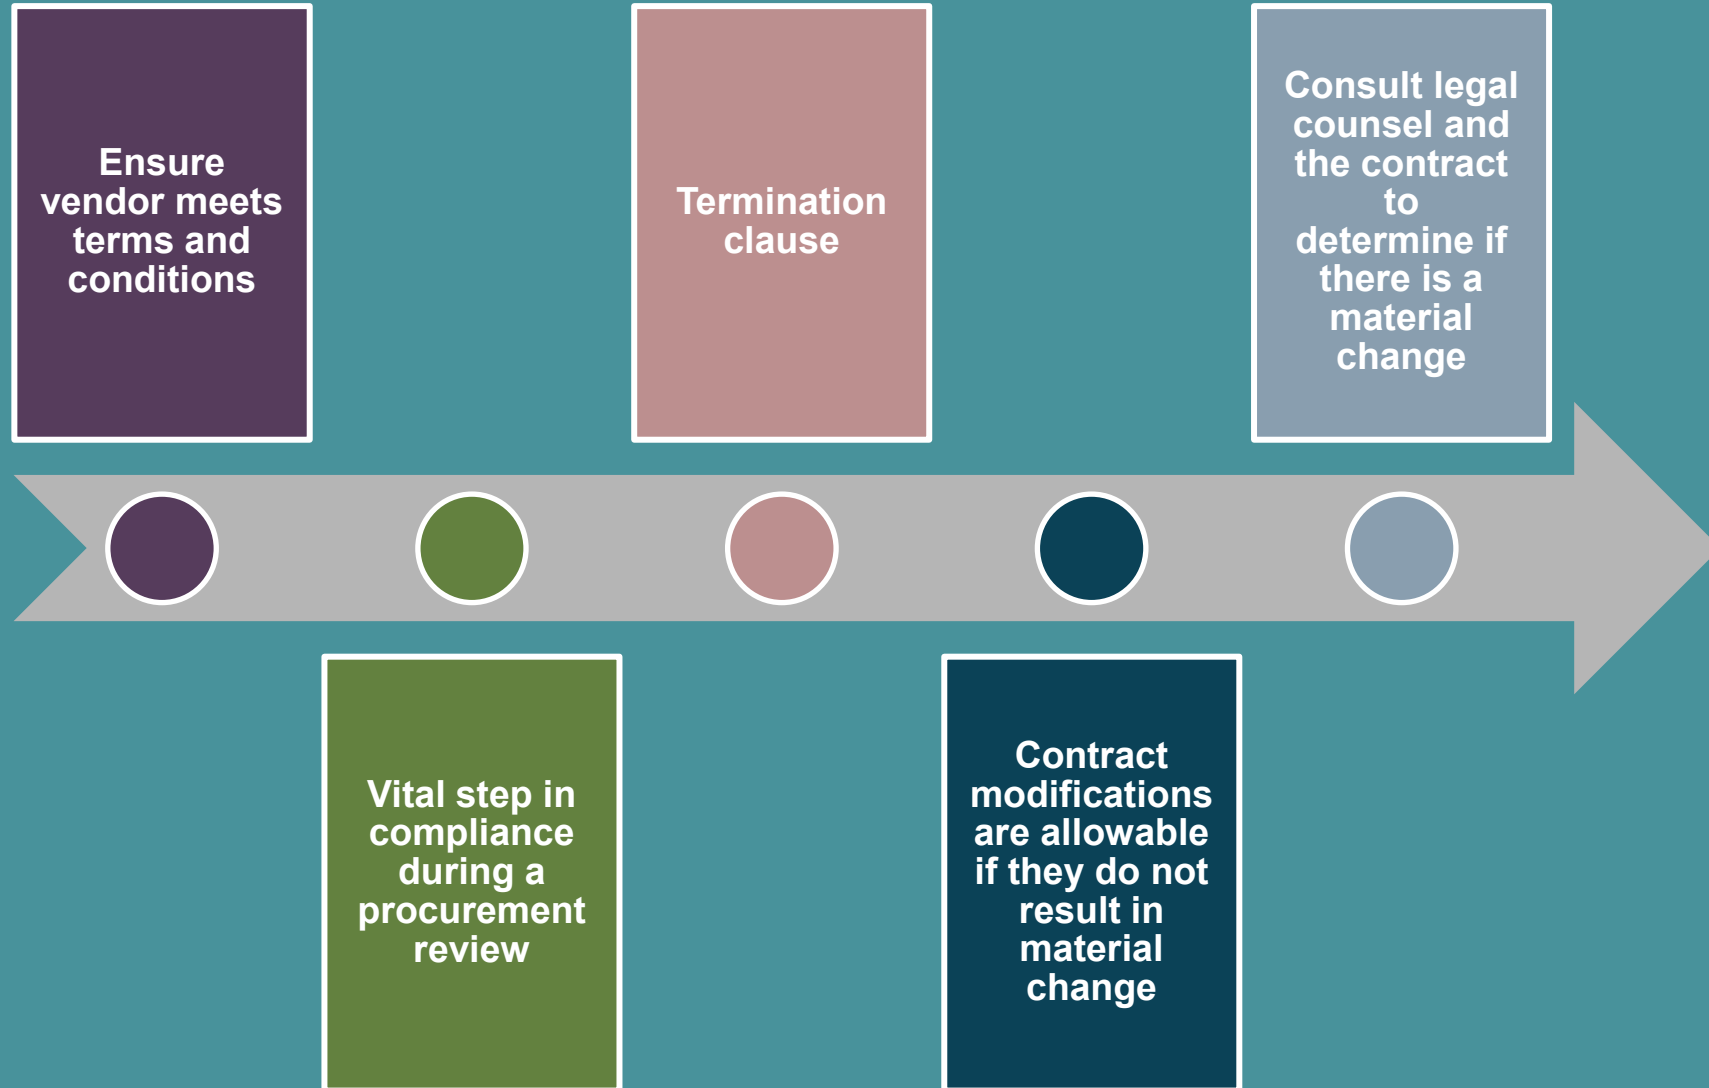 Ensure
vendor meets
terms and
conditions
Vital step in
compliance
during a
procurement
review
Termination
clause
Contract
modifications
are allowable
if they do not
result in
material
change
Consult legal
counsel and
the contract
to
determine if
there is a
material
change